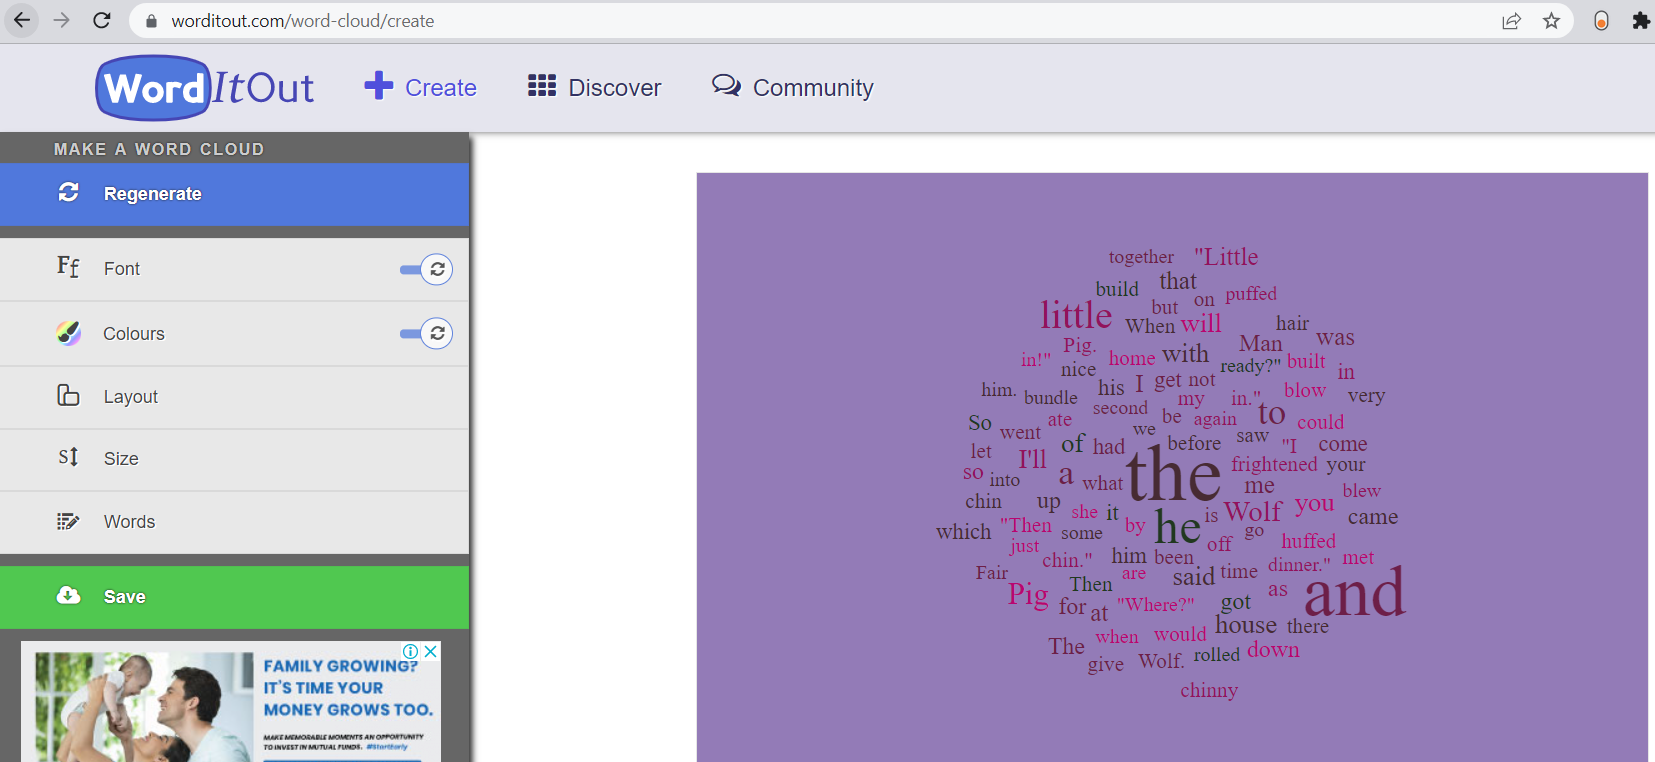 worditout.com/word-cloud/create
Word ItOut
Create
Discover
Community
MAKE A WORD CLOUD
Regenerate
Ff Font
Colours
Layout
S Size
Words
Save
FAMILY GROWING?
IT'S TIME YOUR
MONEY GROWS TOO.
MAKE MEMORABLE MOMENTS AN OPPORTUNITY
TO INVEST IN MUTUAL FUNDS. #StartEarly
together "Little
build that
little but on puffed
When will hair
Pig. Man was
in!" home with ready?" built
nice his I get not in
him. bundle my in." blow very
So ate second be again to could
went we before saw
let of had "I come
so into I'll a what the frightened your
chin up me blew
which "Then she it he is Wolf you came
just some by go
chin." him been off huffed
Fair Then are said time dinner." met
Pig for at "Where?" got as and
house there
The when would down
give Wolf. rolled
chinny